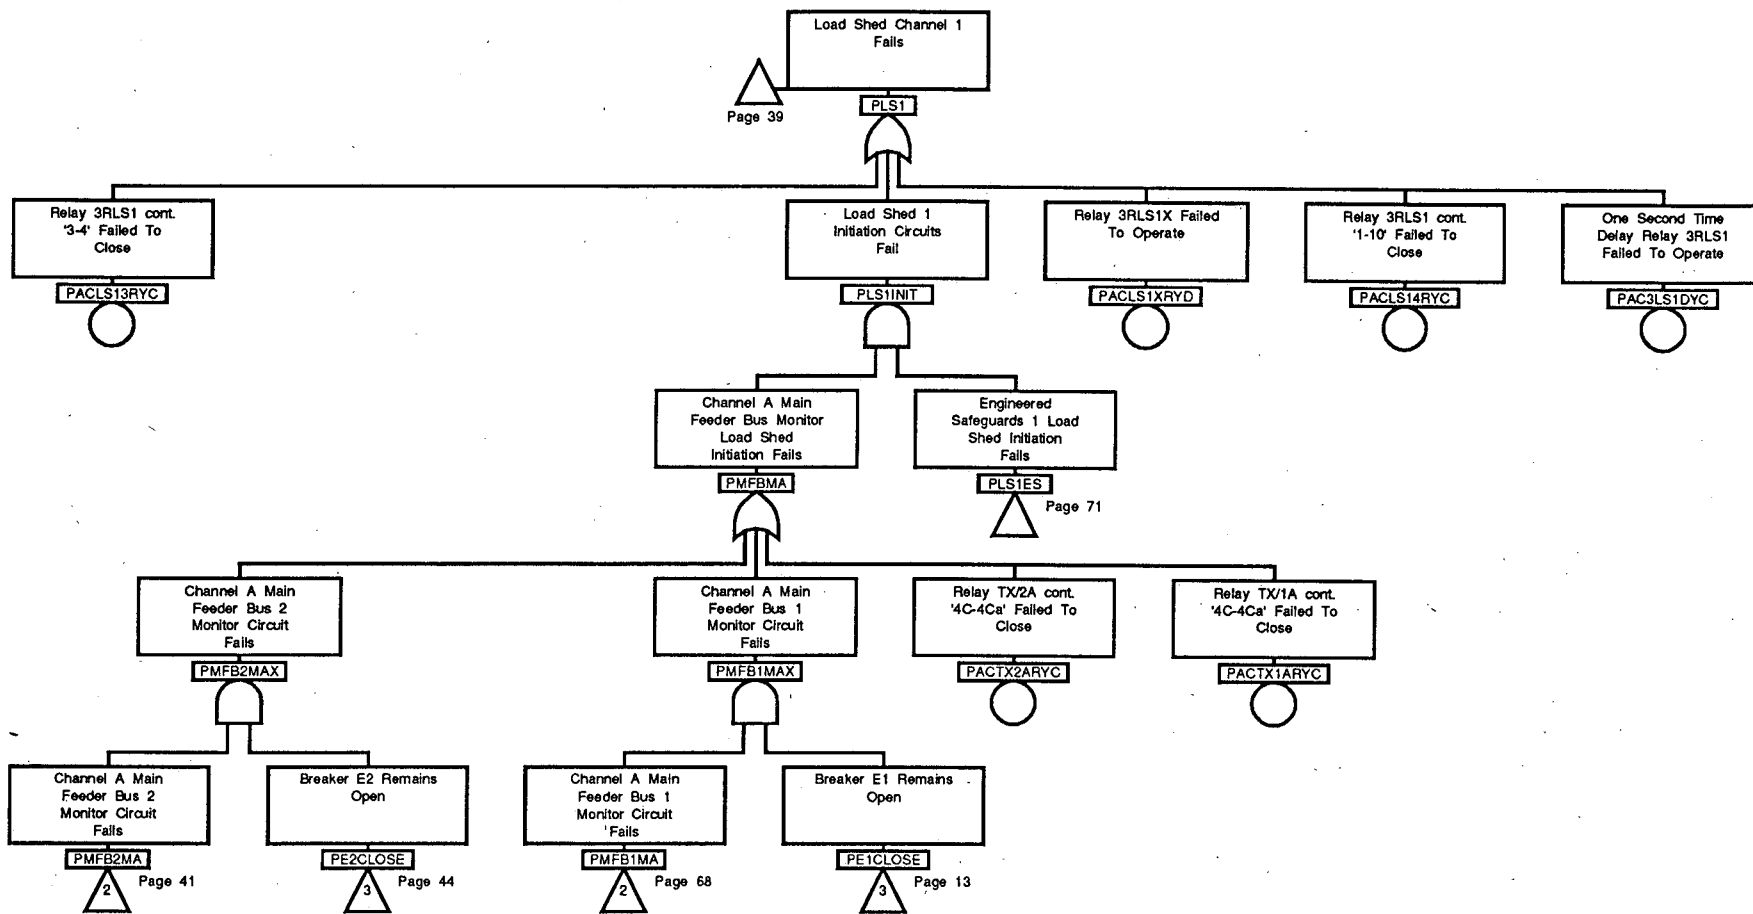 Load Shed Channel 1
Fails
Page 39
PLS1
Relay 3RLS1 cont.
'3-4' Failed To
Close
PACLS13RYC
Load Shed 1
Initiation Circuits
Fail
PLS1INIT
Relay 3RLS1X Failed
To Operate
PACLS1XRYD
Relay 3RLS1 cont.
'1-10' Failed To
Close
PACLS14RYC
One Second Time
Delay Relay 3RLS1
Failed To Operate
PAC3LS1DYC
Channel A Main
Feeder Bus Monitor
Load Shed
Initiation Fails
PMFBMA
Engineered
Safeguards 1 Load
Shed Initiation
Fails
PLS1ES
Page 71
Channel A Main
Feeder Bus 2
Monitor Circuit
Fails
PMFB2MAX
Channel A Main
Feeder Bus 1
Monitor Circuit
Fails
PMFB1MAX
Relay TX/2A cont.
'4C-4Ca' Failed To
Close
PACTX2ARYC
Relay TX/1A cont.
'4C-4Ca' Failed To
Close
PACTX1ARYC
Channel A Main
Feeder Bus 2
Monitor Circuit
Fails
PMFB2MA
2
Page 41
Breaker E2 Remains
Open
PE2CLOSE
3
Page 44
Channel A Main
Feeder Bus 1
Monitor Circuit
Fails
PMFB1MA
2
Page 68
Breaker E1 Remains
Open
PE1CLOSE
3
Page 13